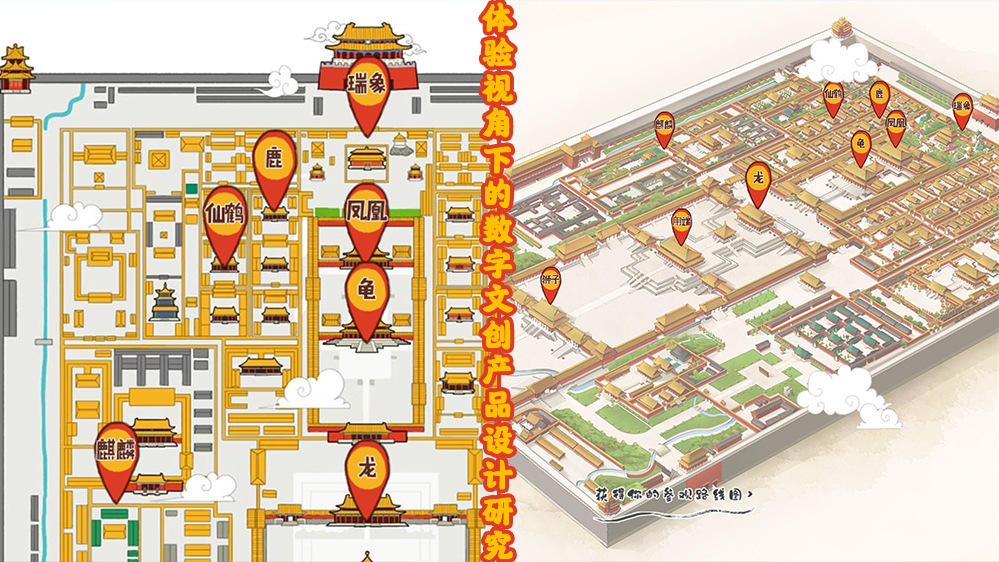 瑞象
鹿
仙鹤
凤凰
龟
麒麟
龙
体验视角下的数字文创产品设计研究
仙鹤
鹿
瑞象
凤凰
麒麟
龟
龙
甪端
狮子
获得你的参观路线图>